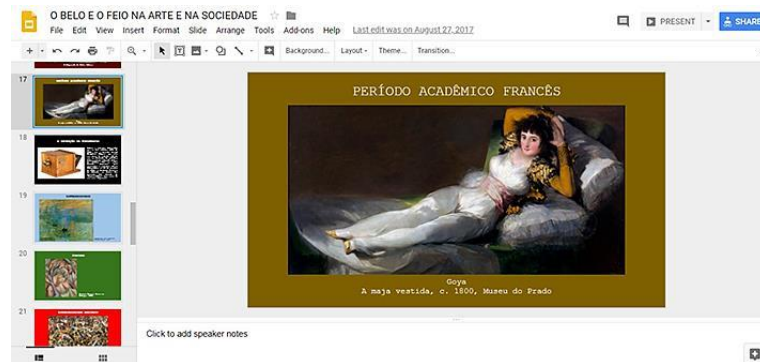 O BELO E O FEIO NA ARTE E NA SOCIEDADE
File Edit View Insert Format Slide Arrange Tools Add-ons Help Last edit was on August 27, 2017
PRESENT
SHARE
Background... Layout Theme... Transition...
17
18
19
20
21
PERÍODO ACADÊMICO FRANCÊS
Goya
A maja vestida, c. 1800, Museu do Prado
Click to add speaker notes